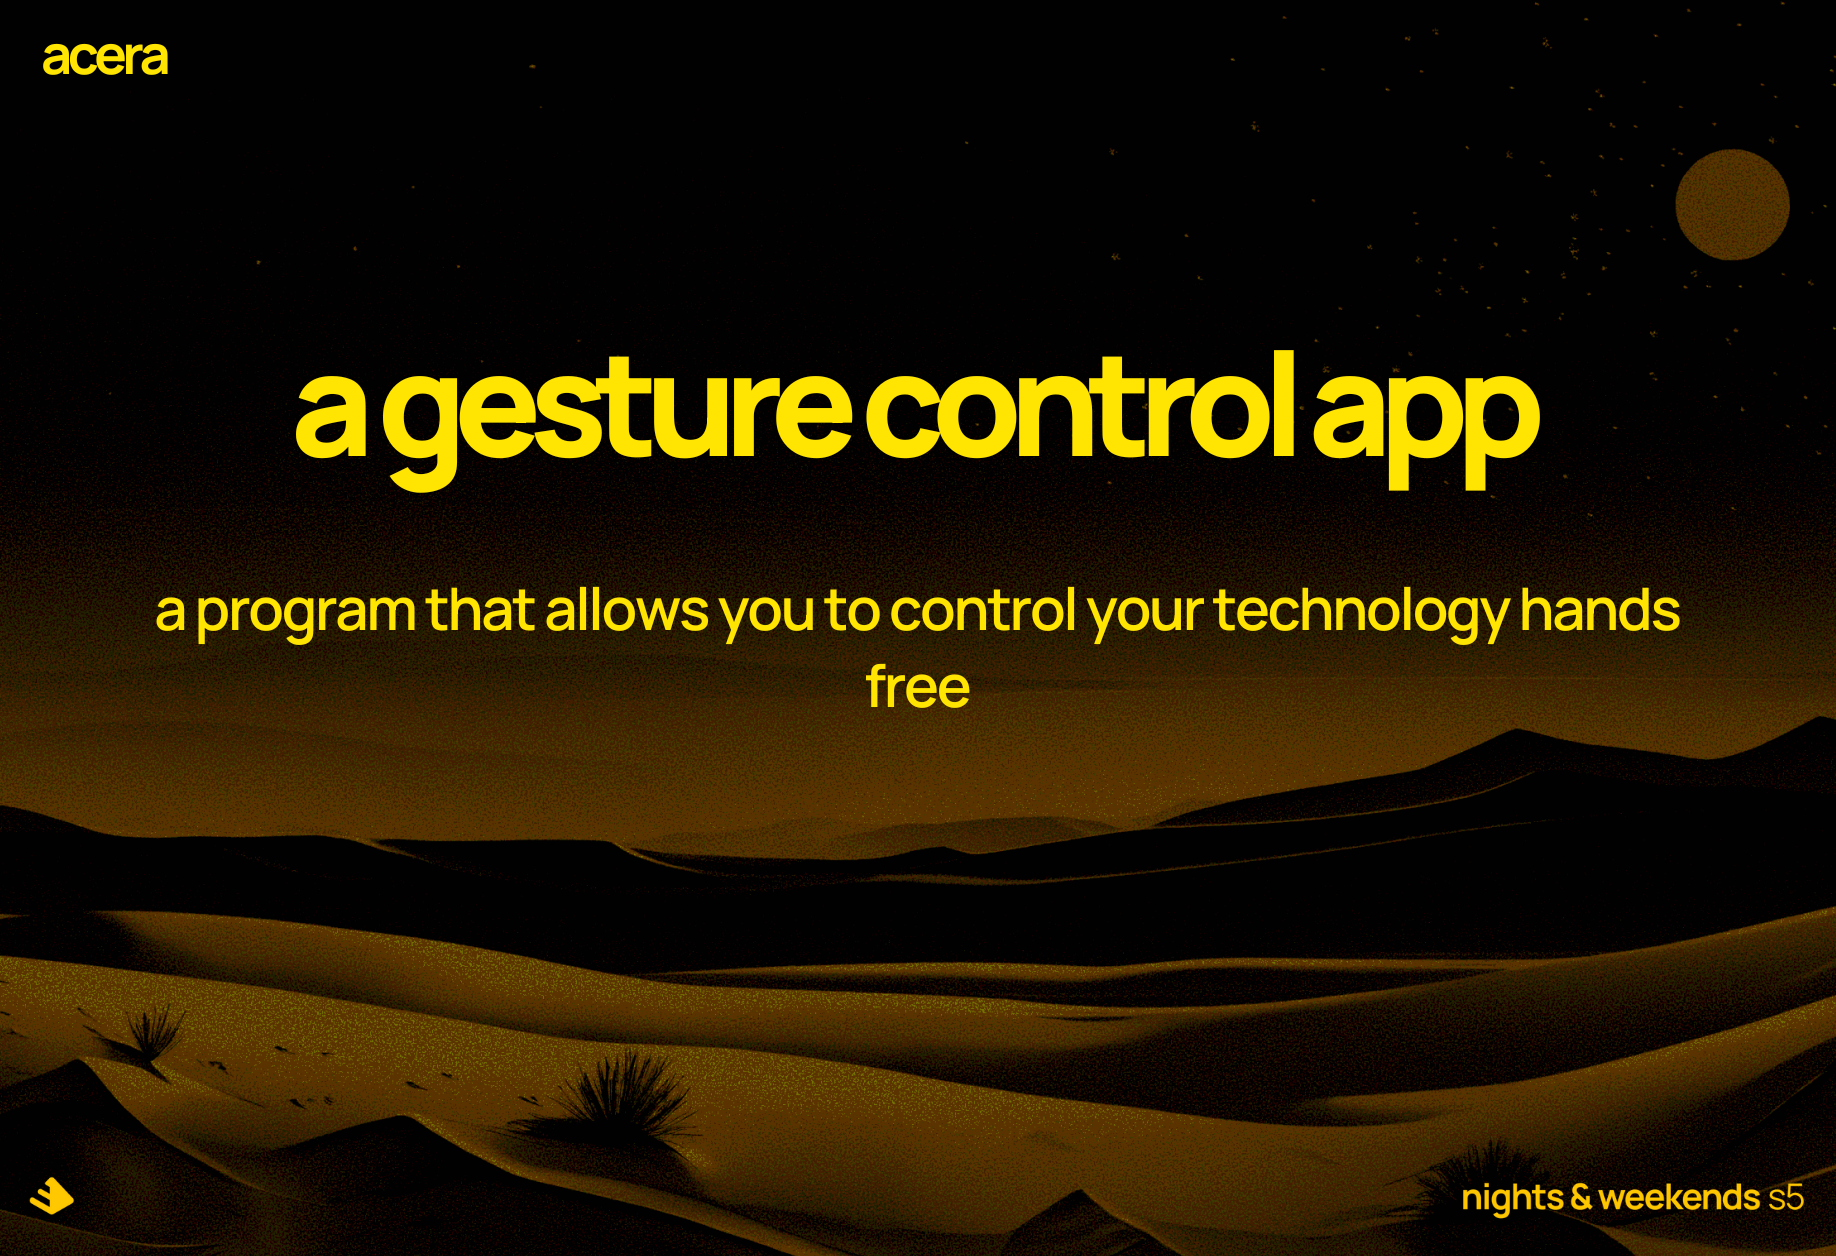 acera
a gesture control app
a program that allows you to control your technology hands
free
nights & weekends s5